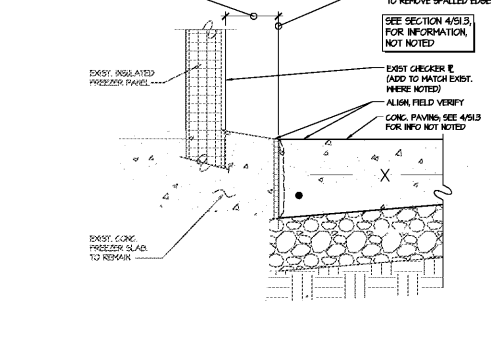 TO REMOVE SPALLED EDGE
SEE SECTION 4/S1.3,
FOR INFORMATION,
NOT NOTED
EXIST. INSULATED
FREEZER PANEL
EXIST CHECKER PL
(ADD TO MATCH EXIST.
WHERE NOTED)
ALIGN, FIELD VERIFY
CONC. PAVING, SEE 4/S1.3
FOR INFO NOT NOTED
X
EXIST. CONC.
FREEZER SLAB
TO REMAIN